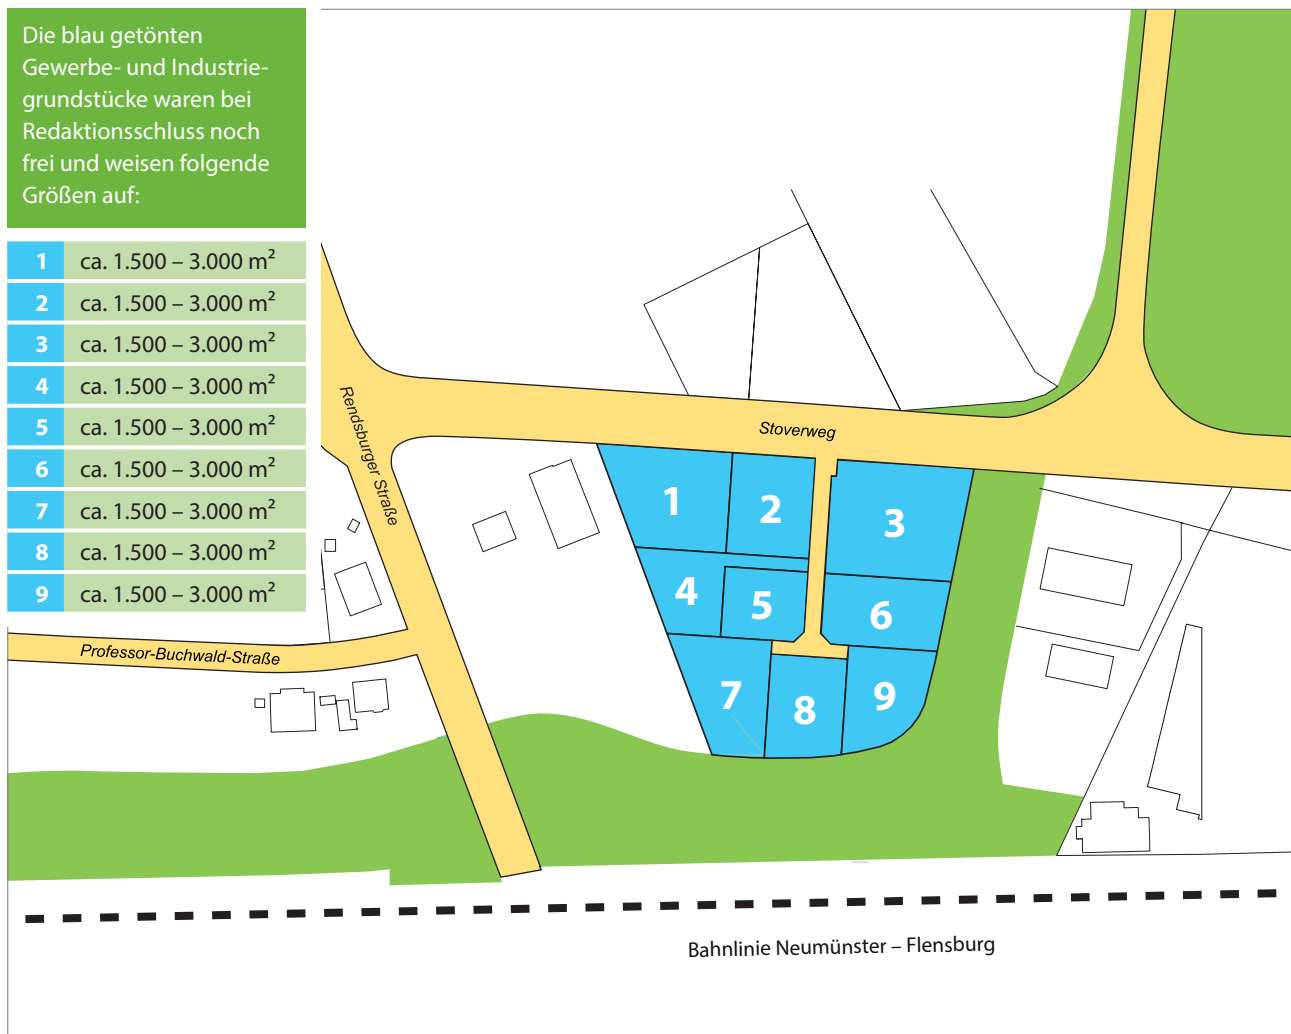 Die blau getönten
Gewerbe- und Industrie-
grundstücke waren bei
Redaktionsschluss noch
frei und weisen folgende
Größen auf:
1 ca. 1.500 – 3.000 m²
2 ca. 1.500 – 3.000 m²
3 ca. 1.500 – 3.000 m²
4 ca. 1.500 – 3.000 m²
5 ca. 1.500 – 3.000 m²
6 ca. 1.500 – 3.000 m²
7 ca. 1.500 – 3.000 m²
8 ca. 1.500 – 3.000 m²
9 ca. 1.500 – 3.000 m²
Rendsburger Straße
Stoverweg
1
2
3
4
5
6
7
8
9
Professor-Buchwald-Straße
Bahnlinie Neumünster – Flensburg